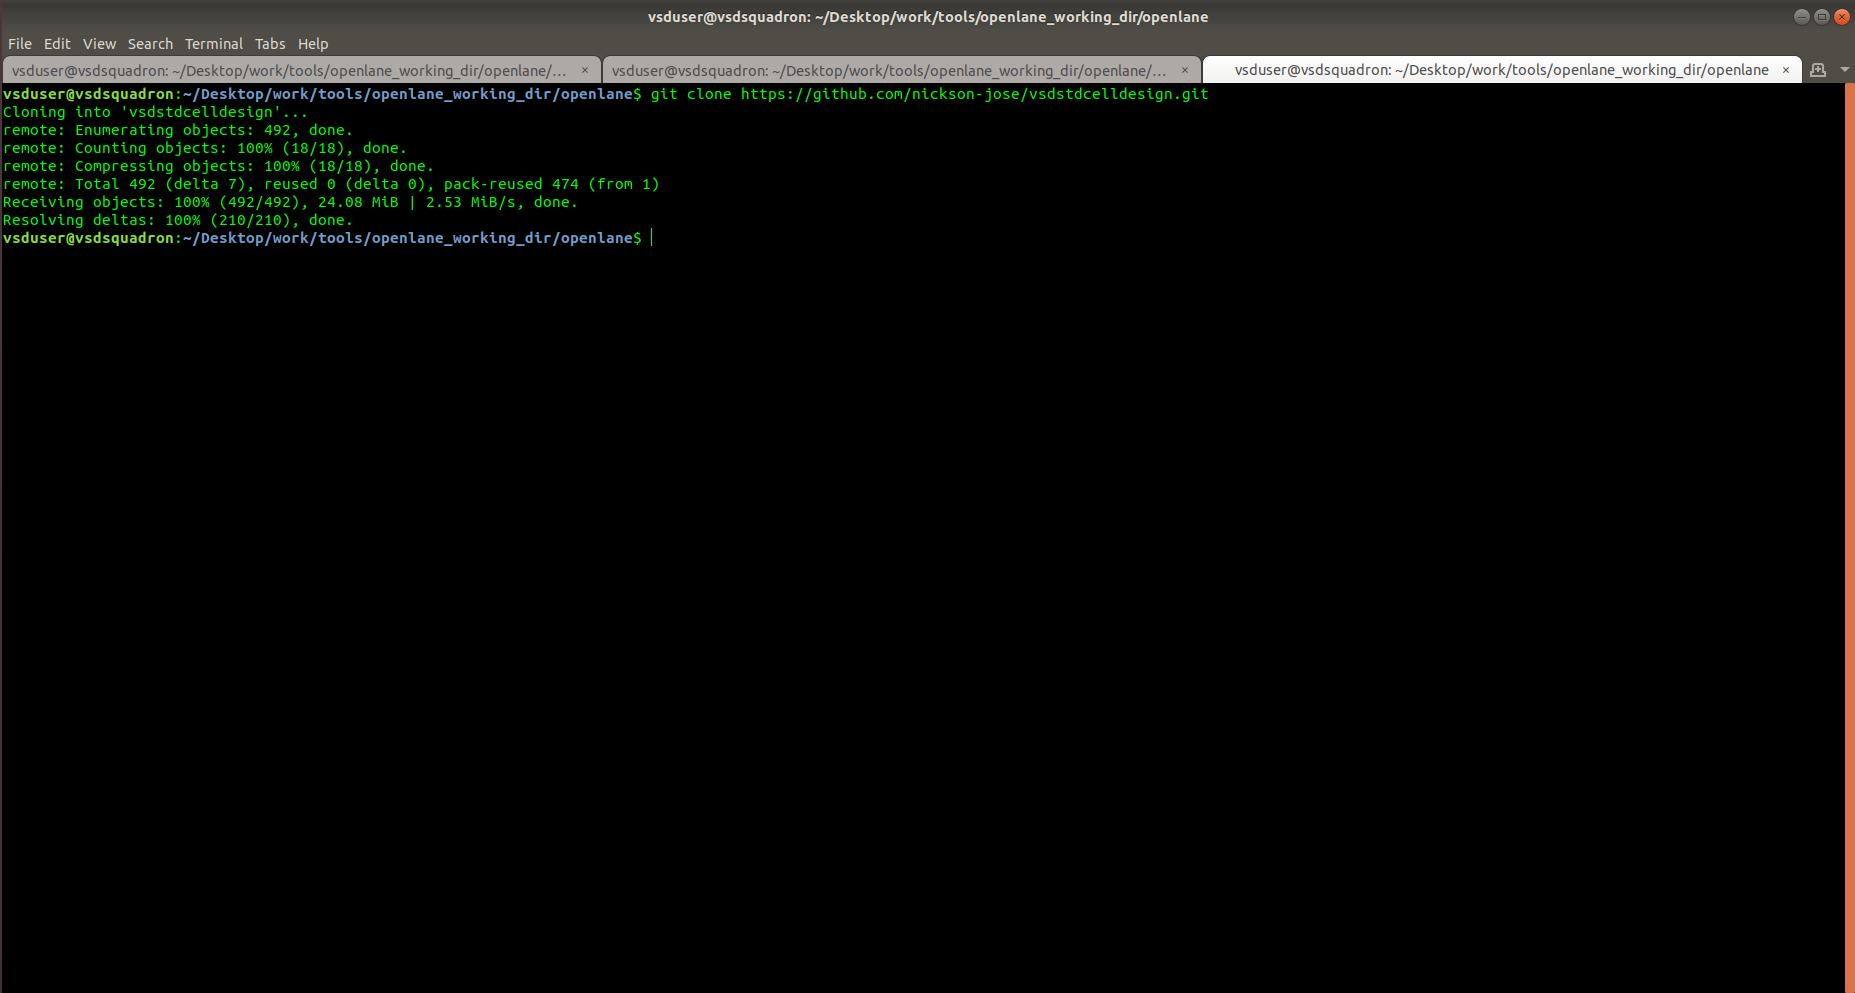 vsduser@vsdsquadron: ~/Desktop/work/tools/openlane_working_dir/openlane
File Edit View Search Terminal Tabs Help
vsduser@vsdsquadron: ~/Desktop/work/tools/openlane_working_dir/openlane/... × vsduser@vsdsquadron: ~/Desktop/work/tools/openlane_working_dir/openlane/... × vsduser@vsdsquadron: ~/Desktop/work/tools/openlane_working_dir/openlane ×
vsduser@vsdsquadron:~/Desktop/work/tools/openlane_working_dir/openlane$ git clone https://github.com/nickson-jose/vsdstdcelldesign.git
Cloning into 'vsdstdcelldesign'...
remote: Enumerating objects: 492, done.
remote: Counting objects: 100% (18/18), done.
remote: Compressing objects: 100% (18/18), done.
remote: Total 492 (delta 7), reused 0 (delta 0), pack-reused 474 (from 1)
Receiving objects: 100% (492/492), 24.08 MiB | 2.53 MiB/s, done.
Resolving deltas: 100% (210/210), done.
vsduser@vsdsquadron:~/Desktop/work/tools/openlane_working_dir/openlane$